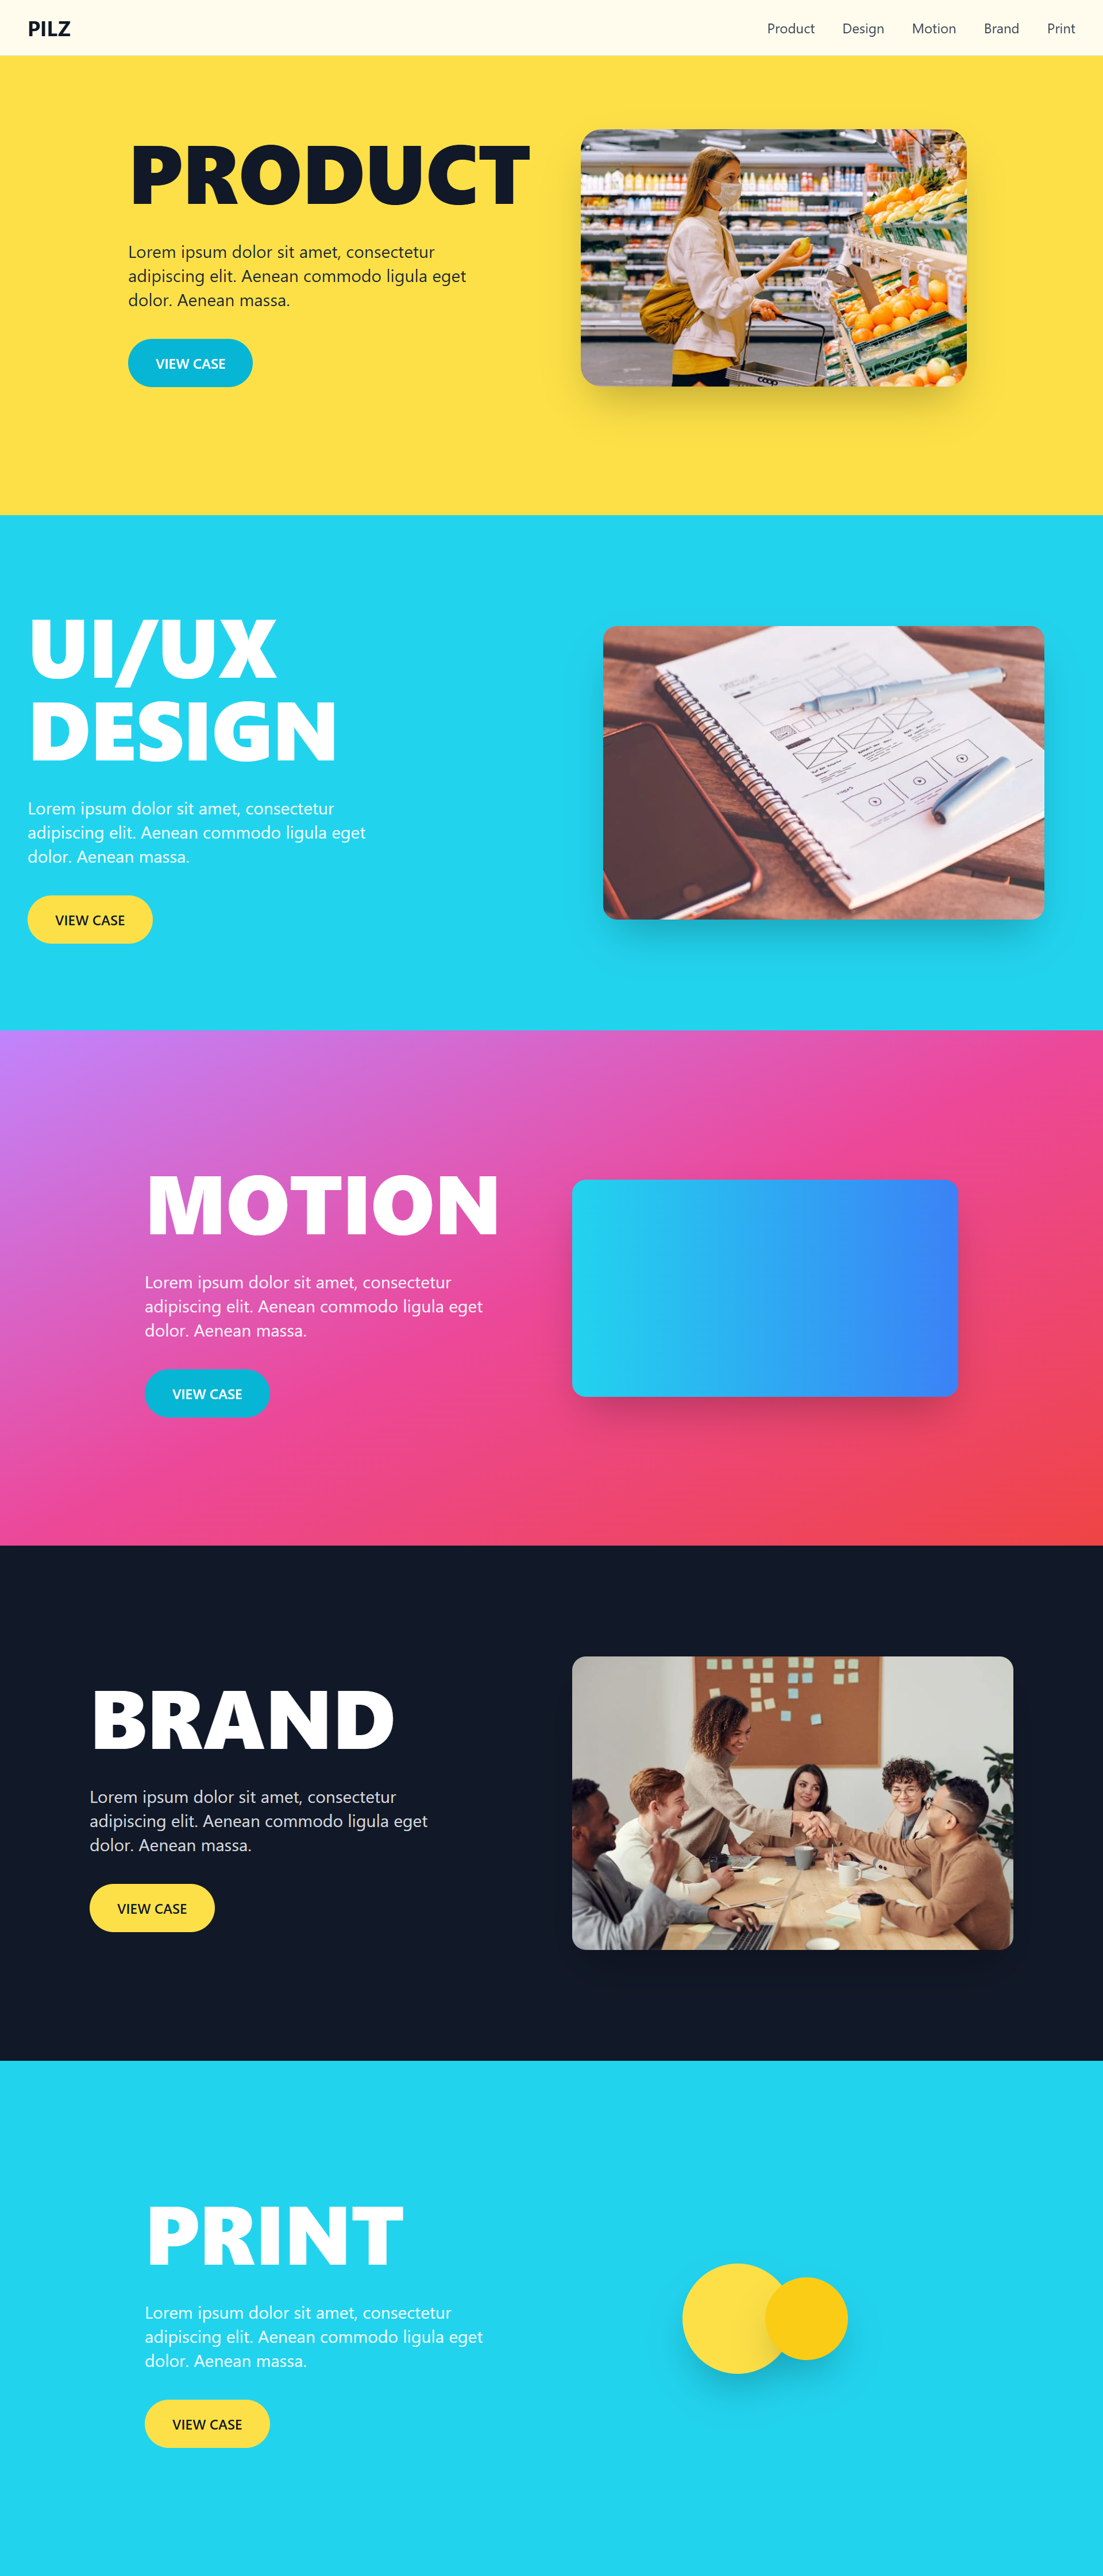 PILZ
Product Design Motion Brand Print
PRODUCT
Lorem ipsum dolor sit amet, consectetur
adipiscing elit. Aenean commodo ligula eget
dolor. Aenean massa.
VIEW CASE
coop
UI/UX
DESIGN
Lorem ipsum dolor sit amet, consectetur
adipiscing elit. Aenean commodo ligula eget
dolor. Aenean massa.
VIEW CASE
MOTION
Lorem ipsum dolor sit amet, consectetur
adipiscing elit. Aenean commodo ligula eget
dolor. Aenean massa.
VIEW CASE
BRAND
Lorem ipsum dolor sit amet, consectetur
adipiscing elit. Aenean commodo ligula eget
dolor. Aenean massa.
VIEW CASE
PRINT
Lorem ipsum dolor sit amet, consectetur
adipiscing elit. Aenean commodo ligula eget
dolor. Aenean massa.
VIEW CASE